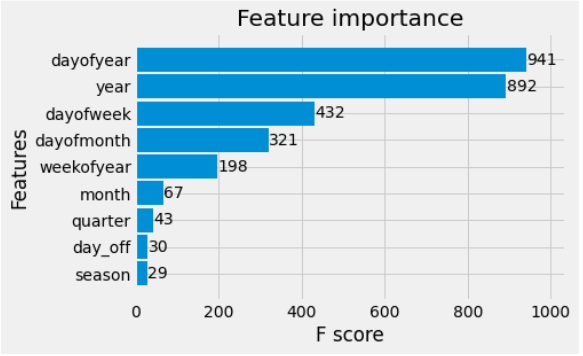 Feature importance
Features
dayofyear 941
year 892
dayofweek 432
dayofmonth 321
weekofyear 198
month 67
quarter 43
day_off 30
season 29
0 200 400 600 800 1000
F score